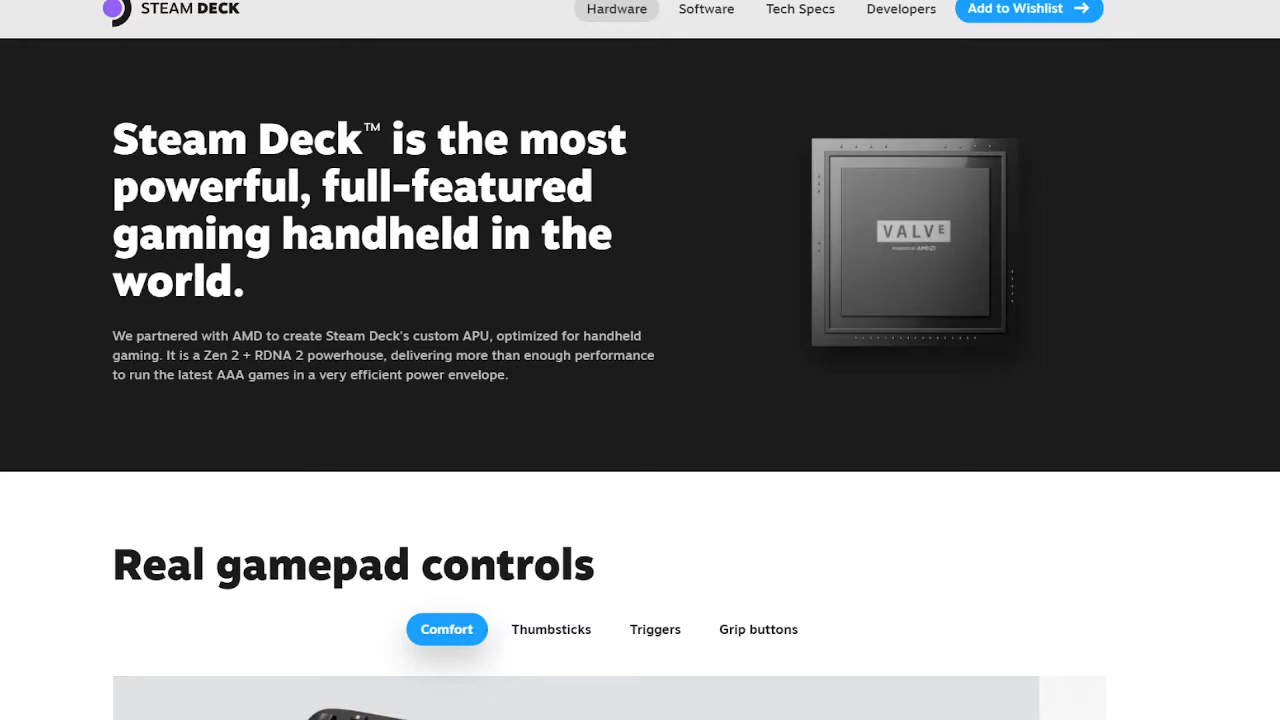 STEAM DECK
Hardware
Software
Tech Specs
Developers
Add to Wishlist
Steam Deck™ is the most
powerful, full-featured
gaming handheld in the
world.
We partnered with AMD to create Steam Deck's custom APU, optimized for handheld
gaming. It is a Zen 2 + RDNA 2 powerhouse, delivering more than enough performance
to run the latest AAA games in a very efficient power envelope.
VALVE
POWERED BY AMD
Real gamepad controls
Comfort
Thumbsticks
Triggers
Grip buttons